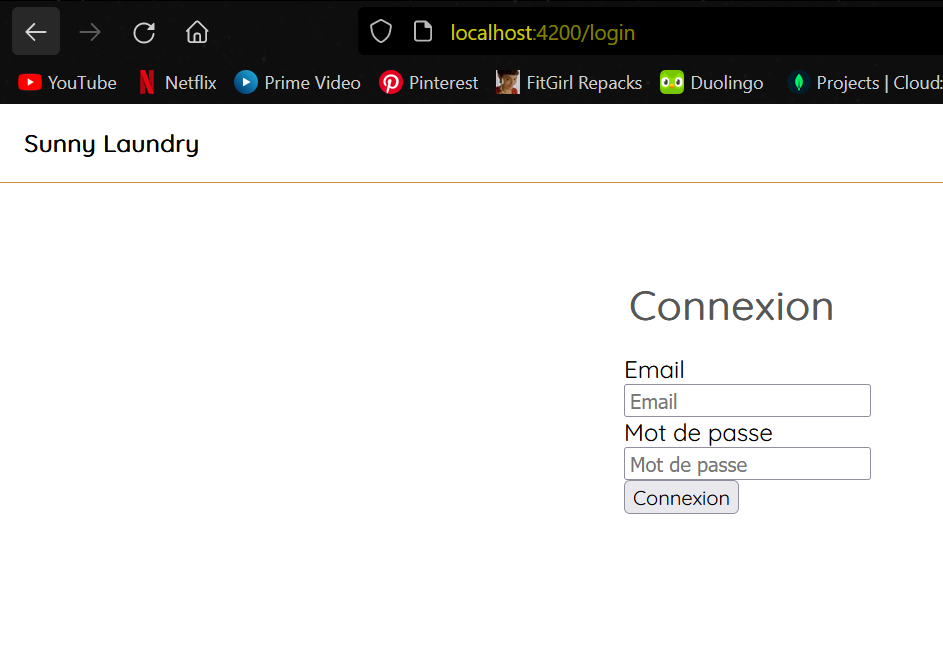 localhost:4200/login
YouTube Netflix Prime Video Pinterest FitGirl Repacks Duolingo Projects | Cloud:
Sunny Laundry
Connexion
Email
Email
Mot de passe
Mot de passe
Connexion